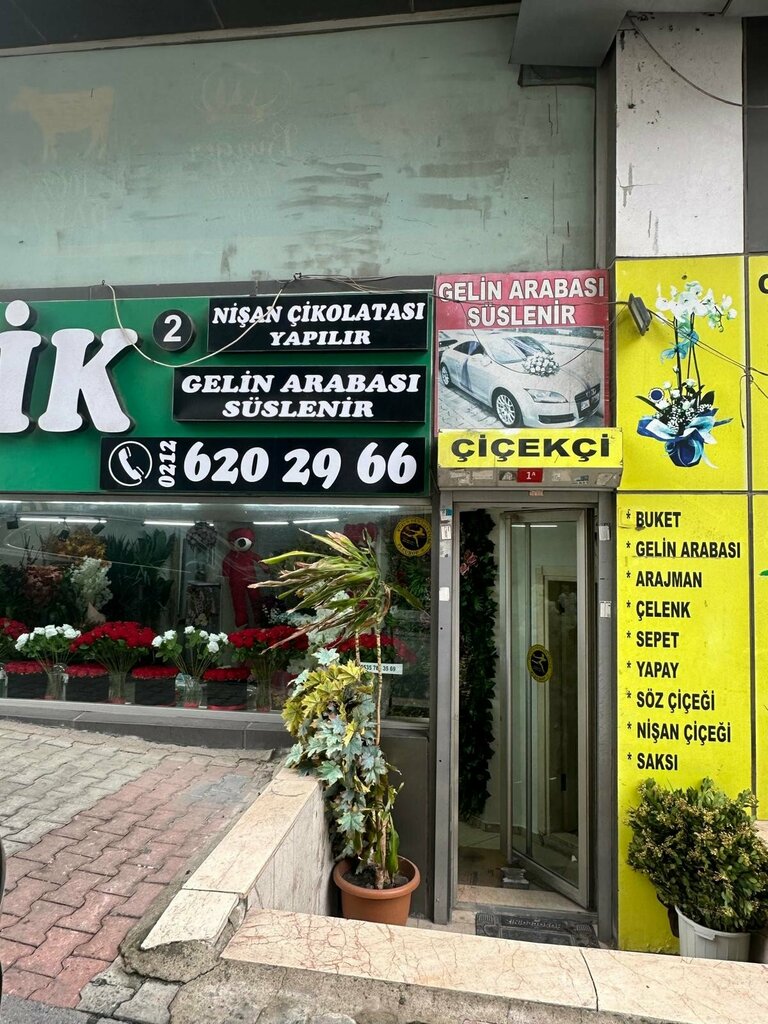 İK
2
NİŞAN ÇİKOLATASI
YAPILIR
GELİN ARABASI
SÜSLENİR
0212
620 29 66
GELİN ARABASI
SÜSLENİR
ÇİÇEKÇİ
1A
* BUKET
* GELİN ARABASI
* ARAJMAN
* ÇELENK
* SEPET
* YAPAY
* SÖZ ÇİÇEĞİ
* NİŞAN ÇİÇEĞİ
* SAKSI